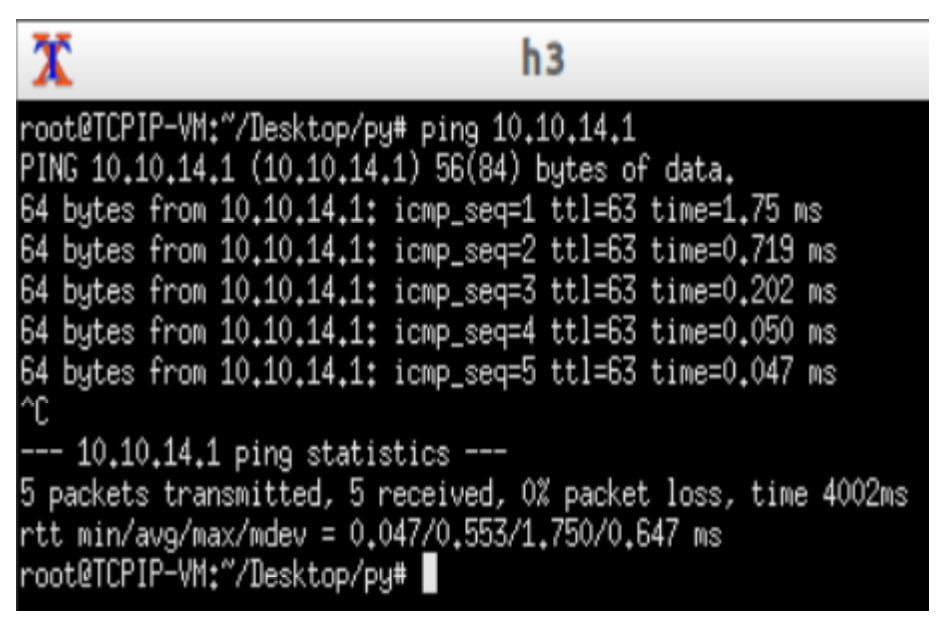 h3
root@TCPIP-VM:~/Desktop/py# ping 10.10.14.1
PING 10.10.14.1 (10.10.14.1) 56(84) bytes of data.
64 bytes from 10.10.14.1: icmp_seq=1 ttl=63 time=1.75 ms
64 bytes from 10.10.14.1: icmp_seq=2 ttl=63 time=0.719 ms
64 bytes from 10.10.14.1: icmp_seq=3 ttl=63 time=0.202 ms
64 bytes from 10.10.14.1: icmp_seq=4 ttl=63 time=0.050 ms
64 bytes from 10.10.14.1: icmp_seq=5 ttl=63 time=0.047 ms
^C
--- 10.10.14.1 ping statistics ---
5 packets transmitted, 5 received, 0% packet loss, time 4002ms
rtt min/avg/max/mdev = 0.047/0.553/1.750/0.647 ms
root@TCPIP-VM:~/Desktop/py#